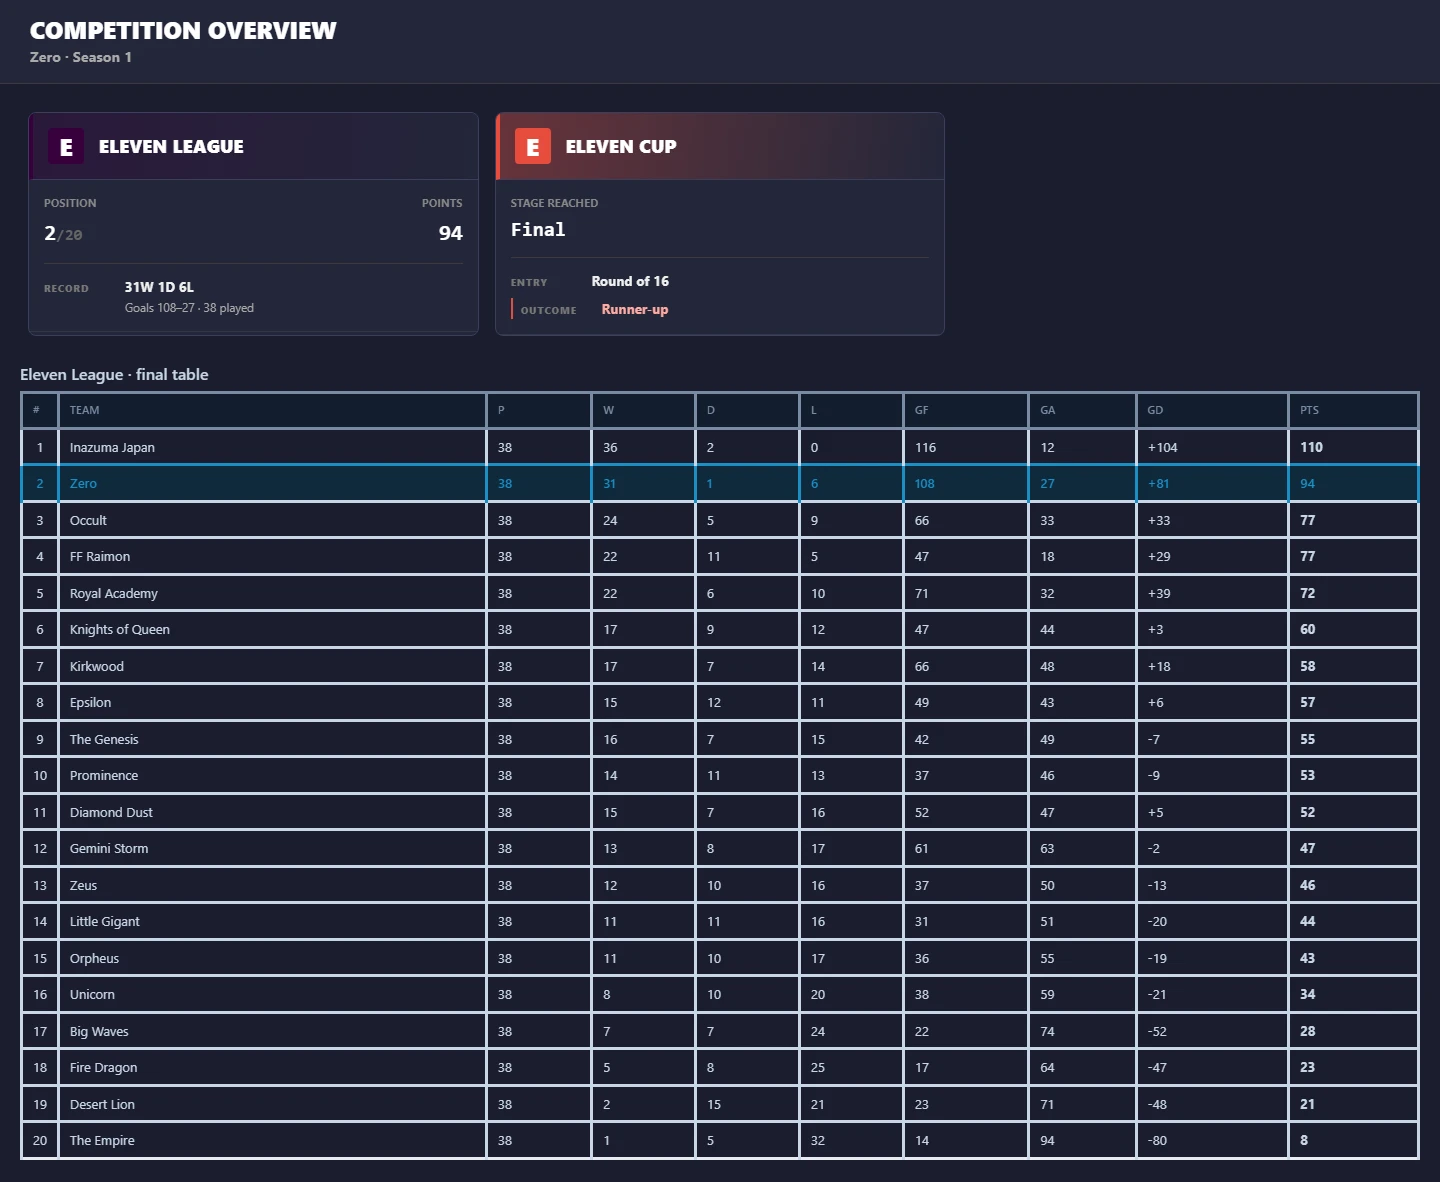 COMPETITION OVERVIEW
Zero · Season 1
E ELEVEN LEAGUE
POSITION POINTS
2/20 94
RECORD 31W 1D 6L
Goals 108–27 · 38 played
E ELEVEN CUP
STAGE REACHED
Final
ENTRY Round of 16
OUTCOME Runner-up
Eleven League · final table
# TEAM P W D L GF GA GD PTS
1 Inazuma Japan 38 36 2 0 116 12 +104 110
2 Zero 38 31 1 6 108 27 +81 94
3 Occult 38 24 5 9 66 33 +33 77
4 FF Raimon 38 22 11 5 47 18 +29 77
5 Royal Academy 38 22 6 10 71 32 +39 72
6 Knights of Queen 38 17 9 12 47 44 +3 60
7 Kirkwood 38 17 7 14 66 48 +18 58
8 Epsilon 38 15 12 11 49 43 +6 57
9 The Genesis 38 16 7 15 42 49 -7 55
10 Prominence 38 14 11 13 37 46 -9 53
11 Diamond Dust 38 15 7 16 52 47 +5 52
12 Gemini Storm 38 13 8 17 61 63 -2 47
13 Zeus 38 12 10 16 37 50 -13 46
14 Little Gigant 38 11 11 16 31 51 -20 44
15 Orpheus 38 11 10 17 36 55 -19 43
16 Unicorn 38 8 10 20 38 59 -21 34
17 Big Waves 38 7 7 24 22 74 -52 28
18 Fire Dragon 38 5 8 25 17 64 -47 23
19 Desert Lion 38 2 15 21 23 71 -48 21
20 The Empire 38 1 5 32 14 94 -80 8